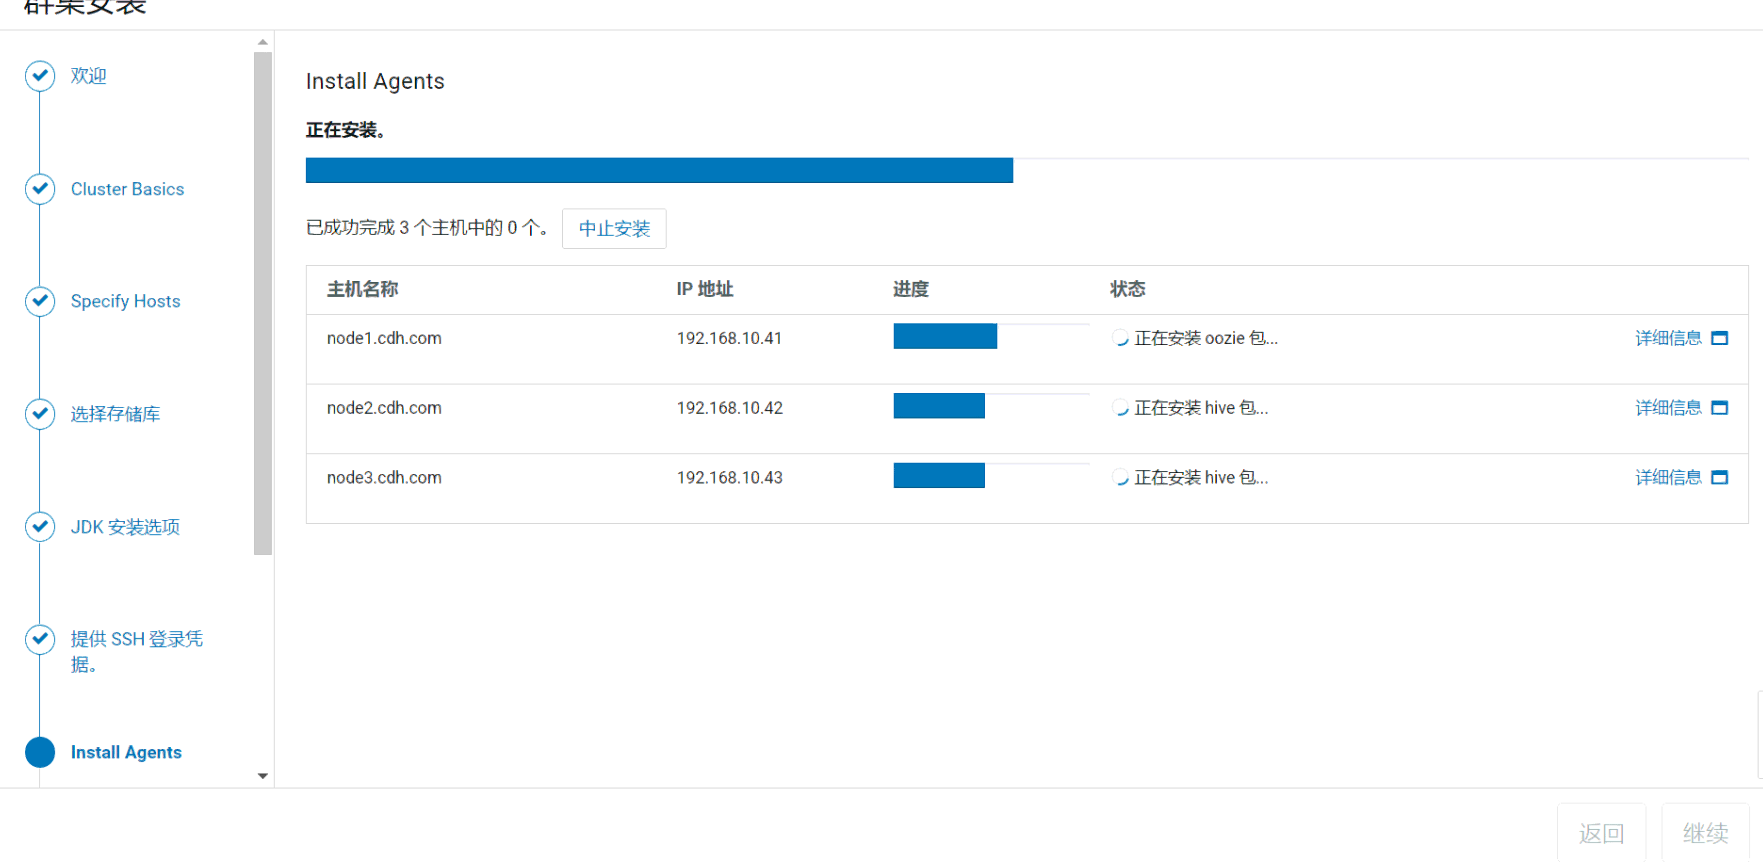 群集安装
欢迎
Cluster Basics
Specify Hosts
选择存储库
JDK 安装选项
提供 SSH 登录凭
据。
Install Agents
Install Agents
正在安装。
已成功完成 3 个主机中的 0 个。 中止安装
主机名称 IP 地址 进度 状态
node1.cdh.com 192.168.10.41 正在安装 oozie 包... 详细信息
node2.cdh.com 192.168.10.42 正在安装 hive 包... 详细信息
node3.cdh.com 192.168.10.43 正在安装 hive 包... 详细信息
返回 继续